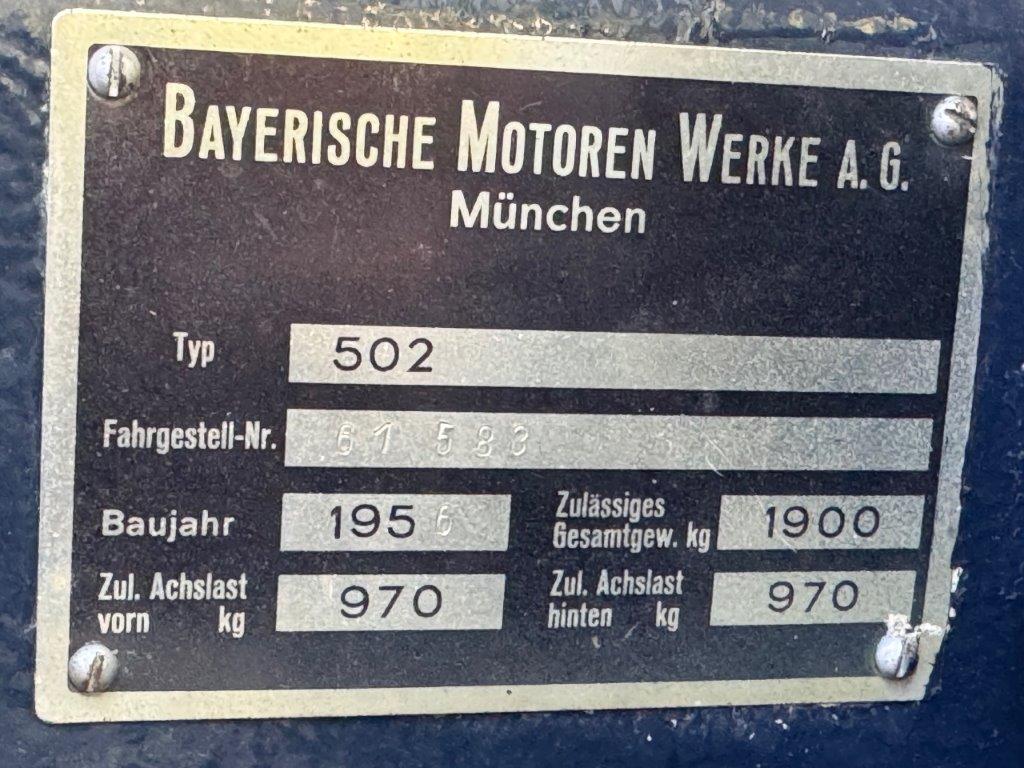 BAYERISCHE MOTOREN WERKE A. G.
München
Typ 502
Fahrgestell-Nr. 61 583
Baujahr 1956
Zulässiges
Gesamtgew. kg 1900
Zul. Achslast
vorn kg 970
Zul. Achslast
hinten kg 970